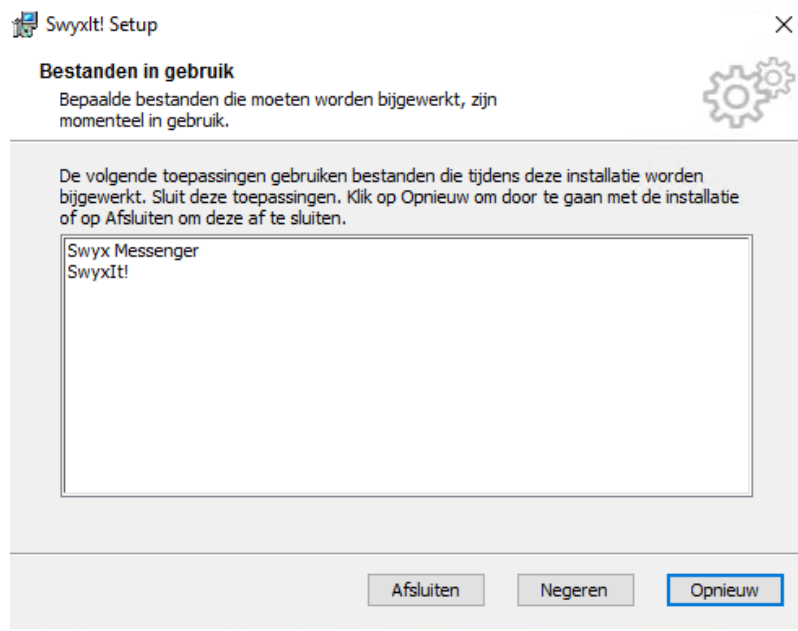 SwyxIt! Setup
Bestanden in gebruik
Bepaalde bestanden die moeten worden bijgewerkt, zijn
momenteel in gebruik.
De volgende toepassingen gebruiken bestanden die tijdens deze installatie worden
bijgewerkt. Sluit deze toepassingen. Klik op Opnieuw om door te gaan met de installatie
of op Afsluiten om deze af te sluiten.
Swyx Messenger
SwyxIt!
Afsluiten
Negeren
Opnieuw